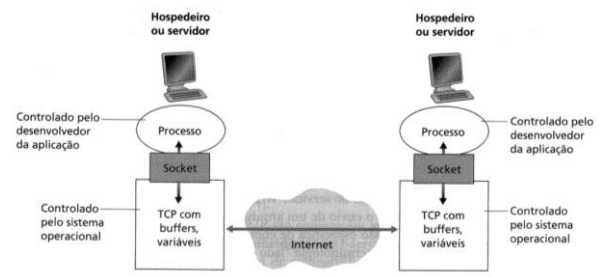 Hospedeiro
ou servidor
Hospedeiro
ou servidor
Controlado pelo
desenvolvedor
da aplicação
Processo
Processo
Controlado pelo
desenvolvedor
da aplicação
Socket
Socket
Controlado
pelo sistema
operacional
TCP com
buffers,
variáveis
Internet
TCP com
buffers,
variáveis
Controlado
pelo sistema
operacional